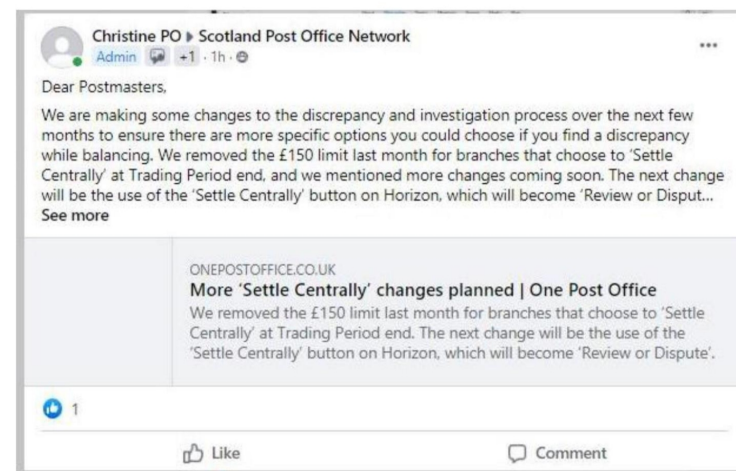 Christine PO ▸ Scotland Post Office Network
Admin +1 · 1h ·
Dear Postmasters,
We are making some changes to the discrepancy and investigation process over the next few
months to ensure there are more specific options you could choose if you find a discrepancy
while balancing. We removed the £150 limit last month for branches that choose to 'Settle
Centrally' at Trading Period end, and we mentioned more changes coming soon. The next change
will be the use of the 'Settle Centrally' button on Horizon, which will become 'Review or Disput...
See more
ONEPOSTOFFICE.CO.UK
More 'Settle Centrally' changes planned | One Post Office
We removed the £150 limit last month for branches that choose to 'Settle
Centrally' at Trading Period end. The next change will be the use of the
'Settle Centrally' button on Horizon, which will become 'Review or Dispute'.
1
Like Comment